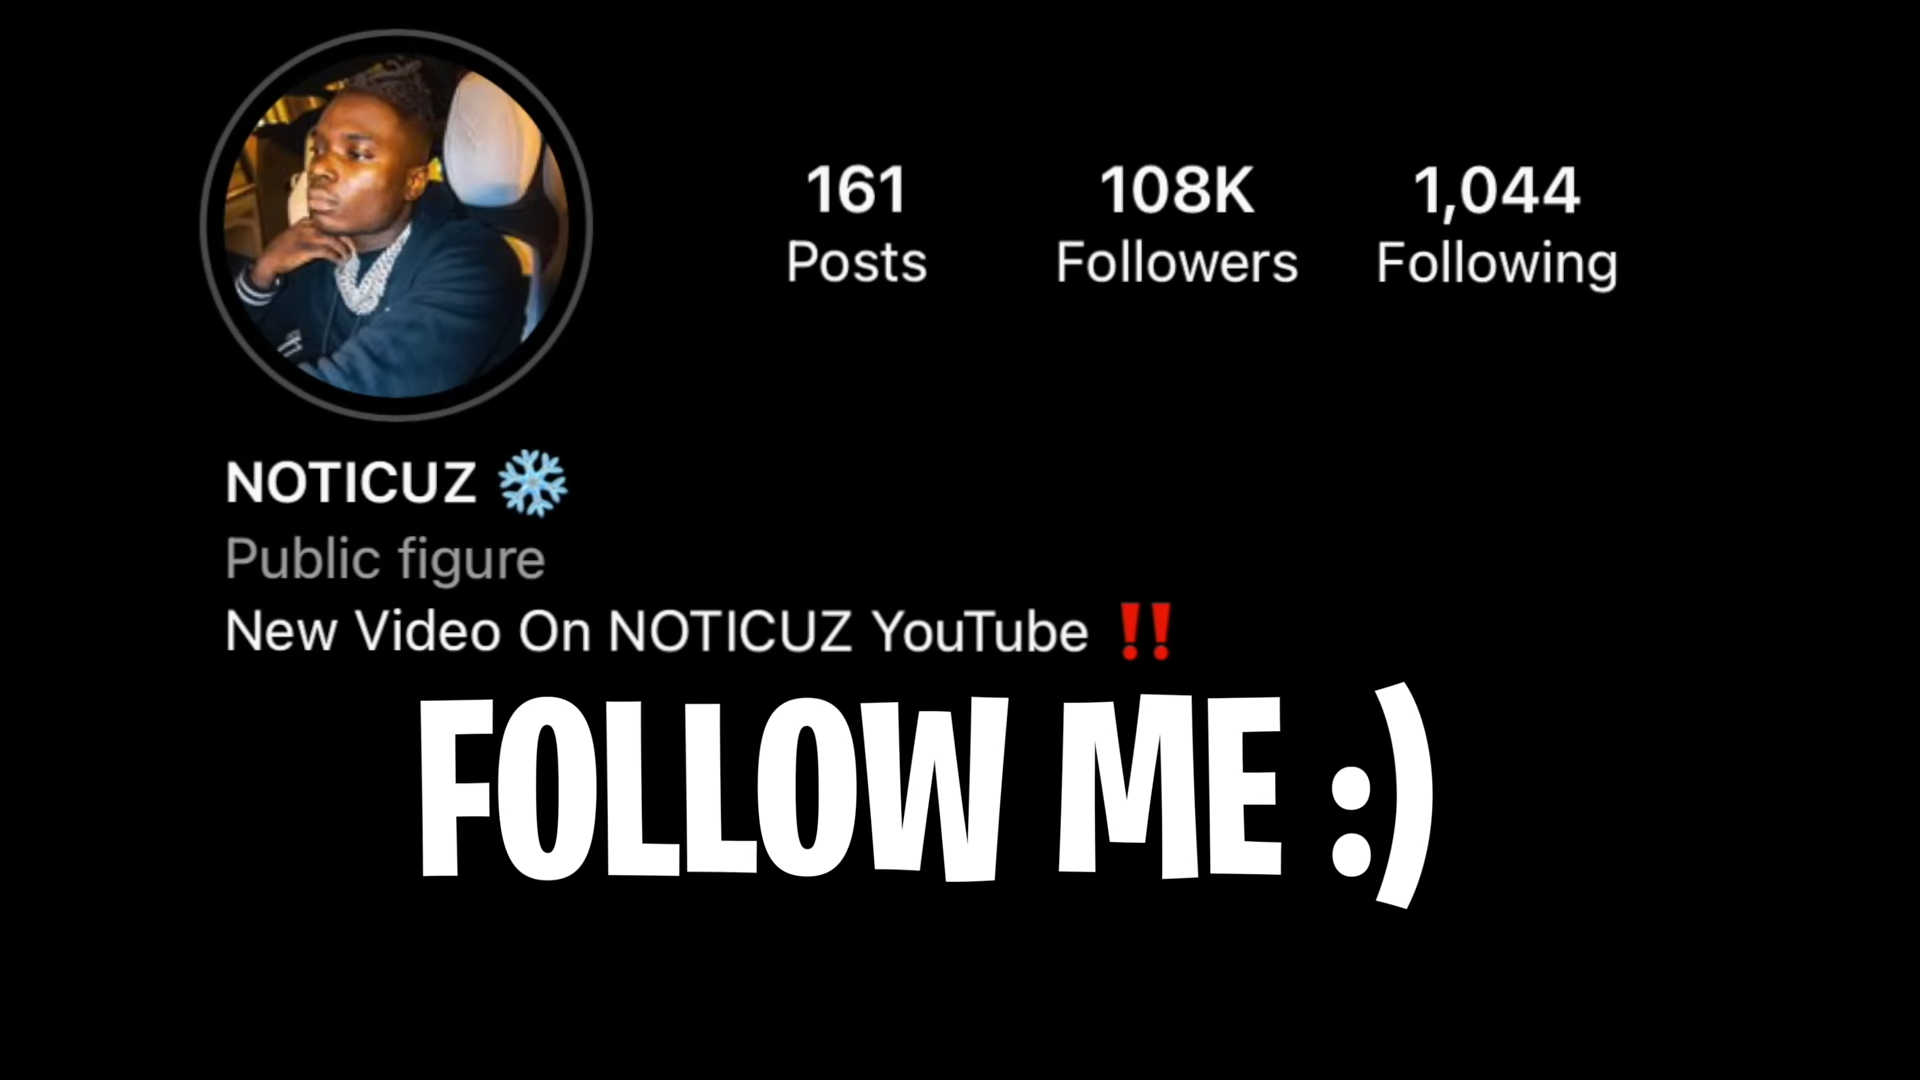 161 108K 1,044
Posts Followers Following
NOTICUZ ❄️
Public figure
New Video On NOTICUZ YouTube ‼️
FOLLOW ME :)